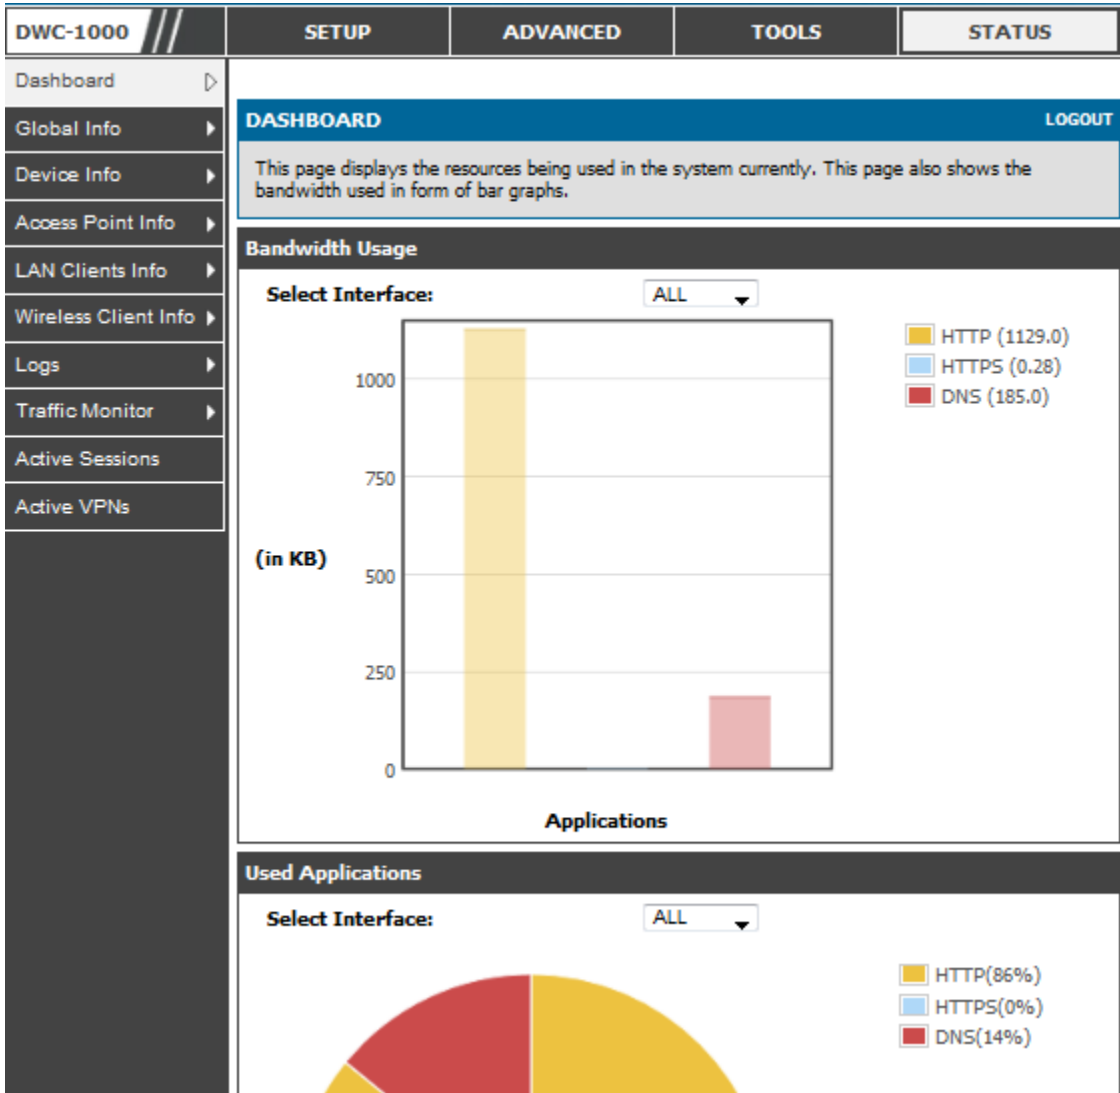 DWC-1000
SETUP
ADVANCED
TOOLS
STATUS
Dashboard
Global Info
Device Info
Access Point Info
LAN Clients Info
Wireless Client Info
Logs
Traffic Monitor
Active Sessions
Active VPNs
DASHBOARD
LOGOUT
This page displays the resources being used in the system currently. This page also shows the
bandwidth used in form of bar graphs.
Bandwidth Usage
Select Interface:
ALL
HTTP (1129.0)
HTTPS (0.28)
DNS (185.0)
1000
750
(in KB)
500
250
0
Applications
Used Applications
Select Interface:
ALL
HTTP(86%)
HTTPS(0%)
DNS(14%)